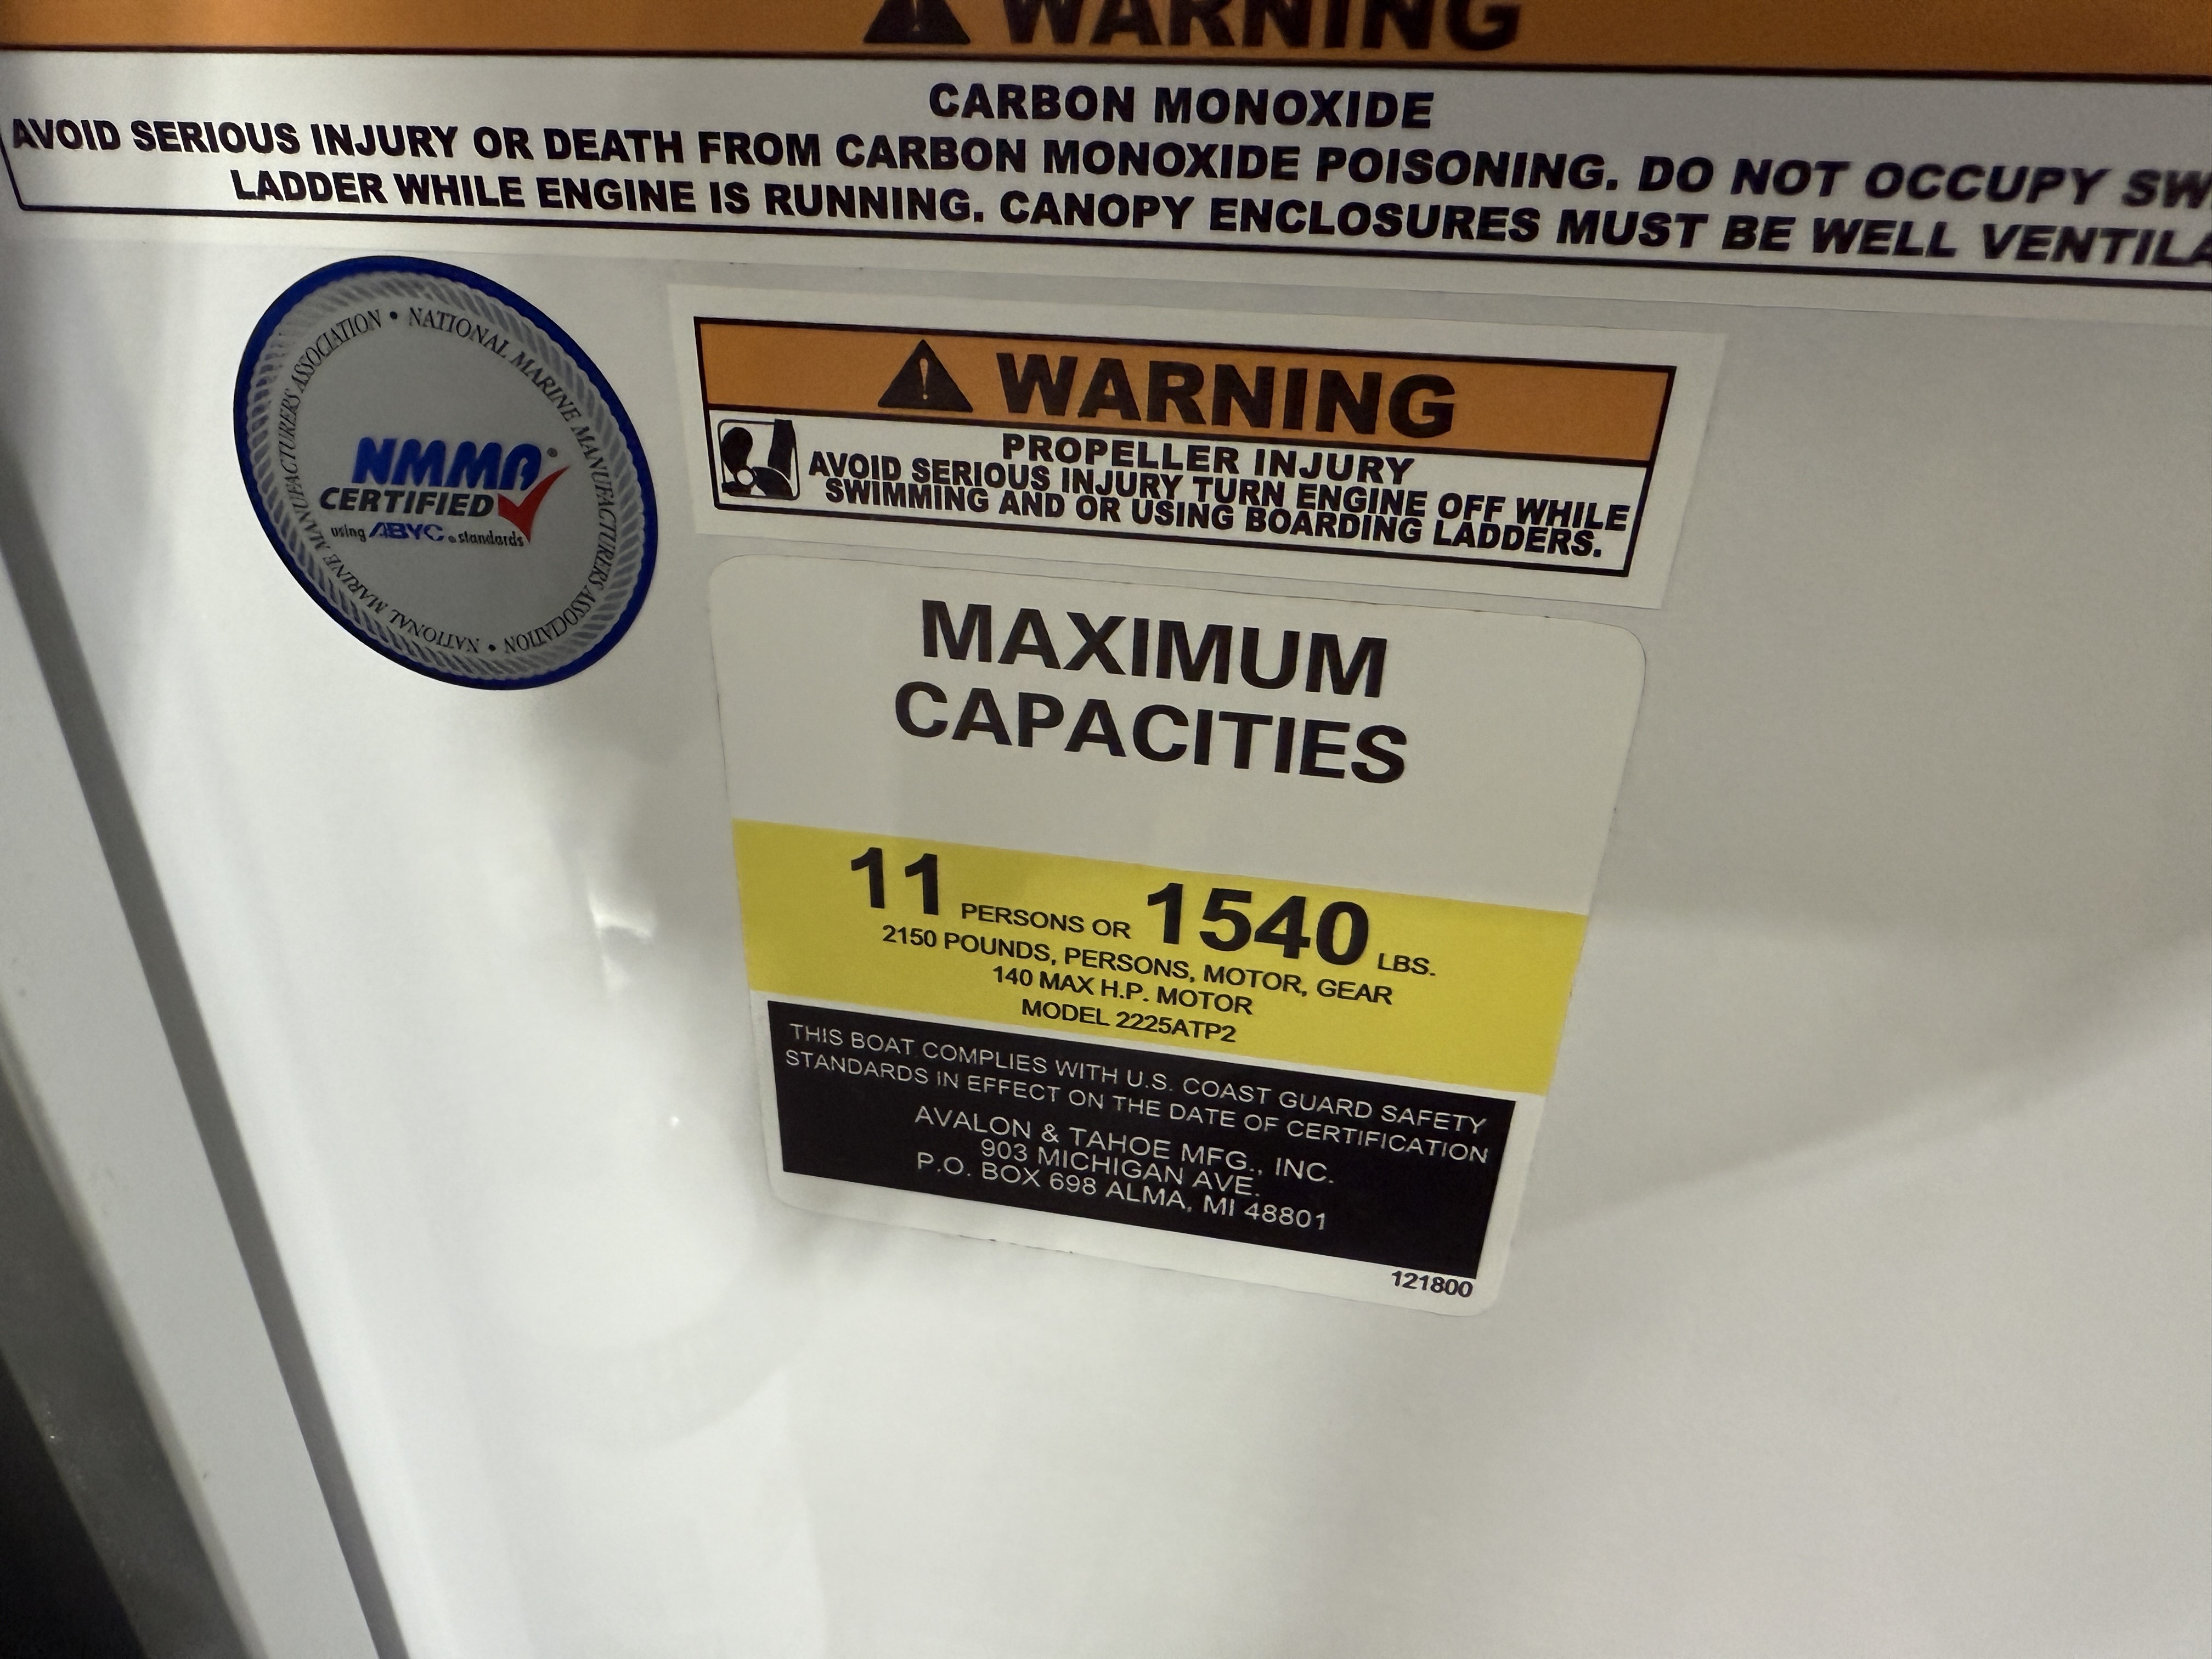 WARNING
CARBON MONOXIDE
AVOID SERIOUS INJURY OR DEATH FROM CARBON MONOXIDE POISONING. DO NOT OCCUPY
LADDER WHILE ENGINE IS RUNNING. CANOPY ENCLOSURES MUST BE WELL
NATIONAL MARINE MANUFACTURERS ASSOCIATION • NATIONAL MARINE MANUFACTURERS ASSOCIATION •
NMMA®
CERTIFIED
using ABYC® standards
WARNING
PROPELLER INJURY
AVOID SERIOUS INJURY TURN ENGINE OFF WHILE
SWIMMING AND OR USING BOARDING LADDERS.
MAXIMUM
CAPACITIES
11 PERSONS OR 1540 LBS.
2150 POUNDS, PERSONS, MOTOR, GEAR
140 MAX H.P. MOTOR
MODEL 2225ATP2
THIS BOAT COMPLIES WITH U.S. COAST GUARD SAFETY
STANDARDS IN EFFECT ON THE DATE OF CERTIFICATION
AVALON & TAHOE MFG., INC.
903 MICHIGAN AVE.
P.O. BOX 698 ALMA, MI 48801
121800